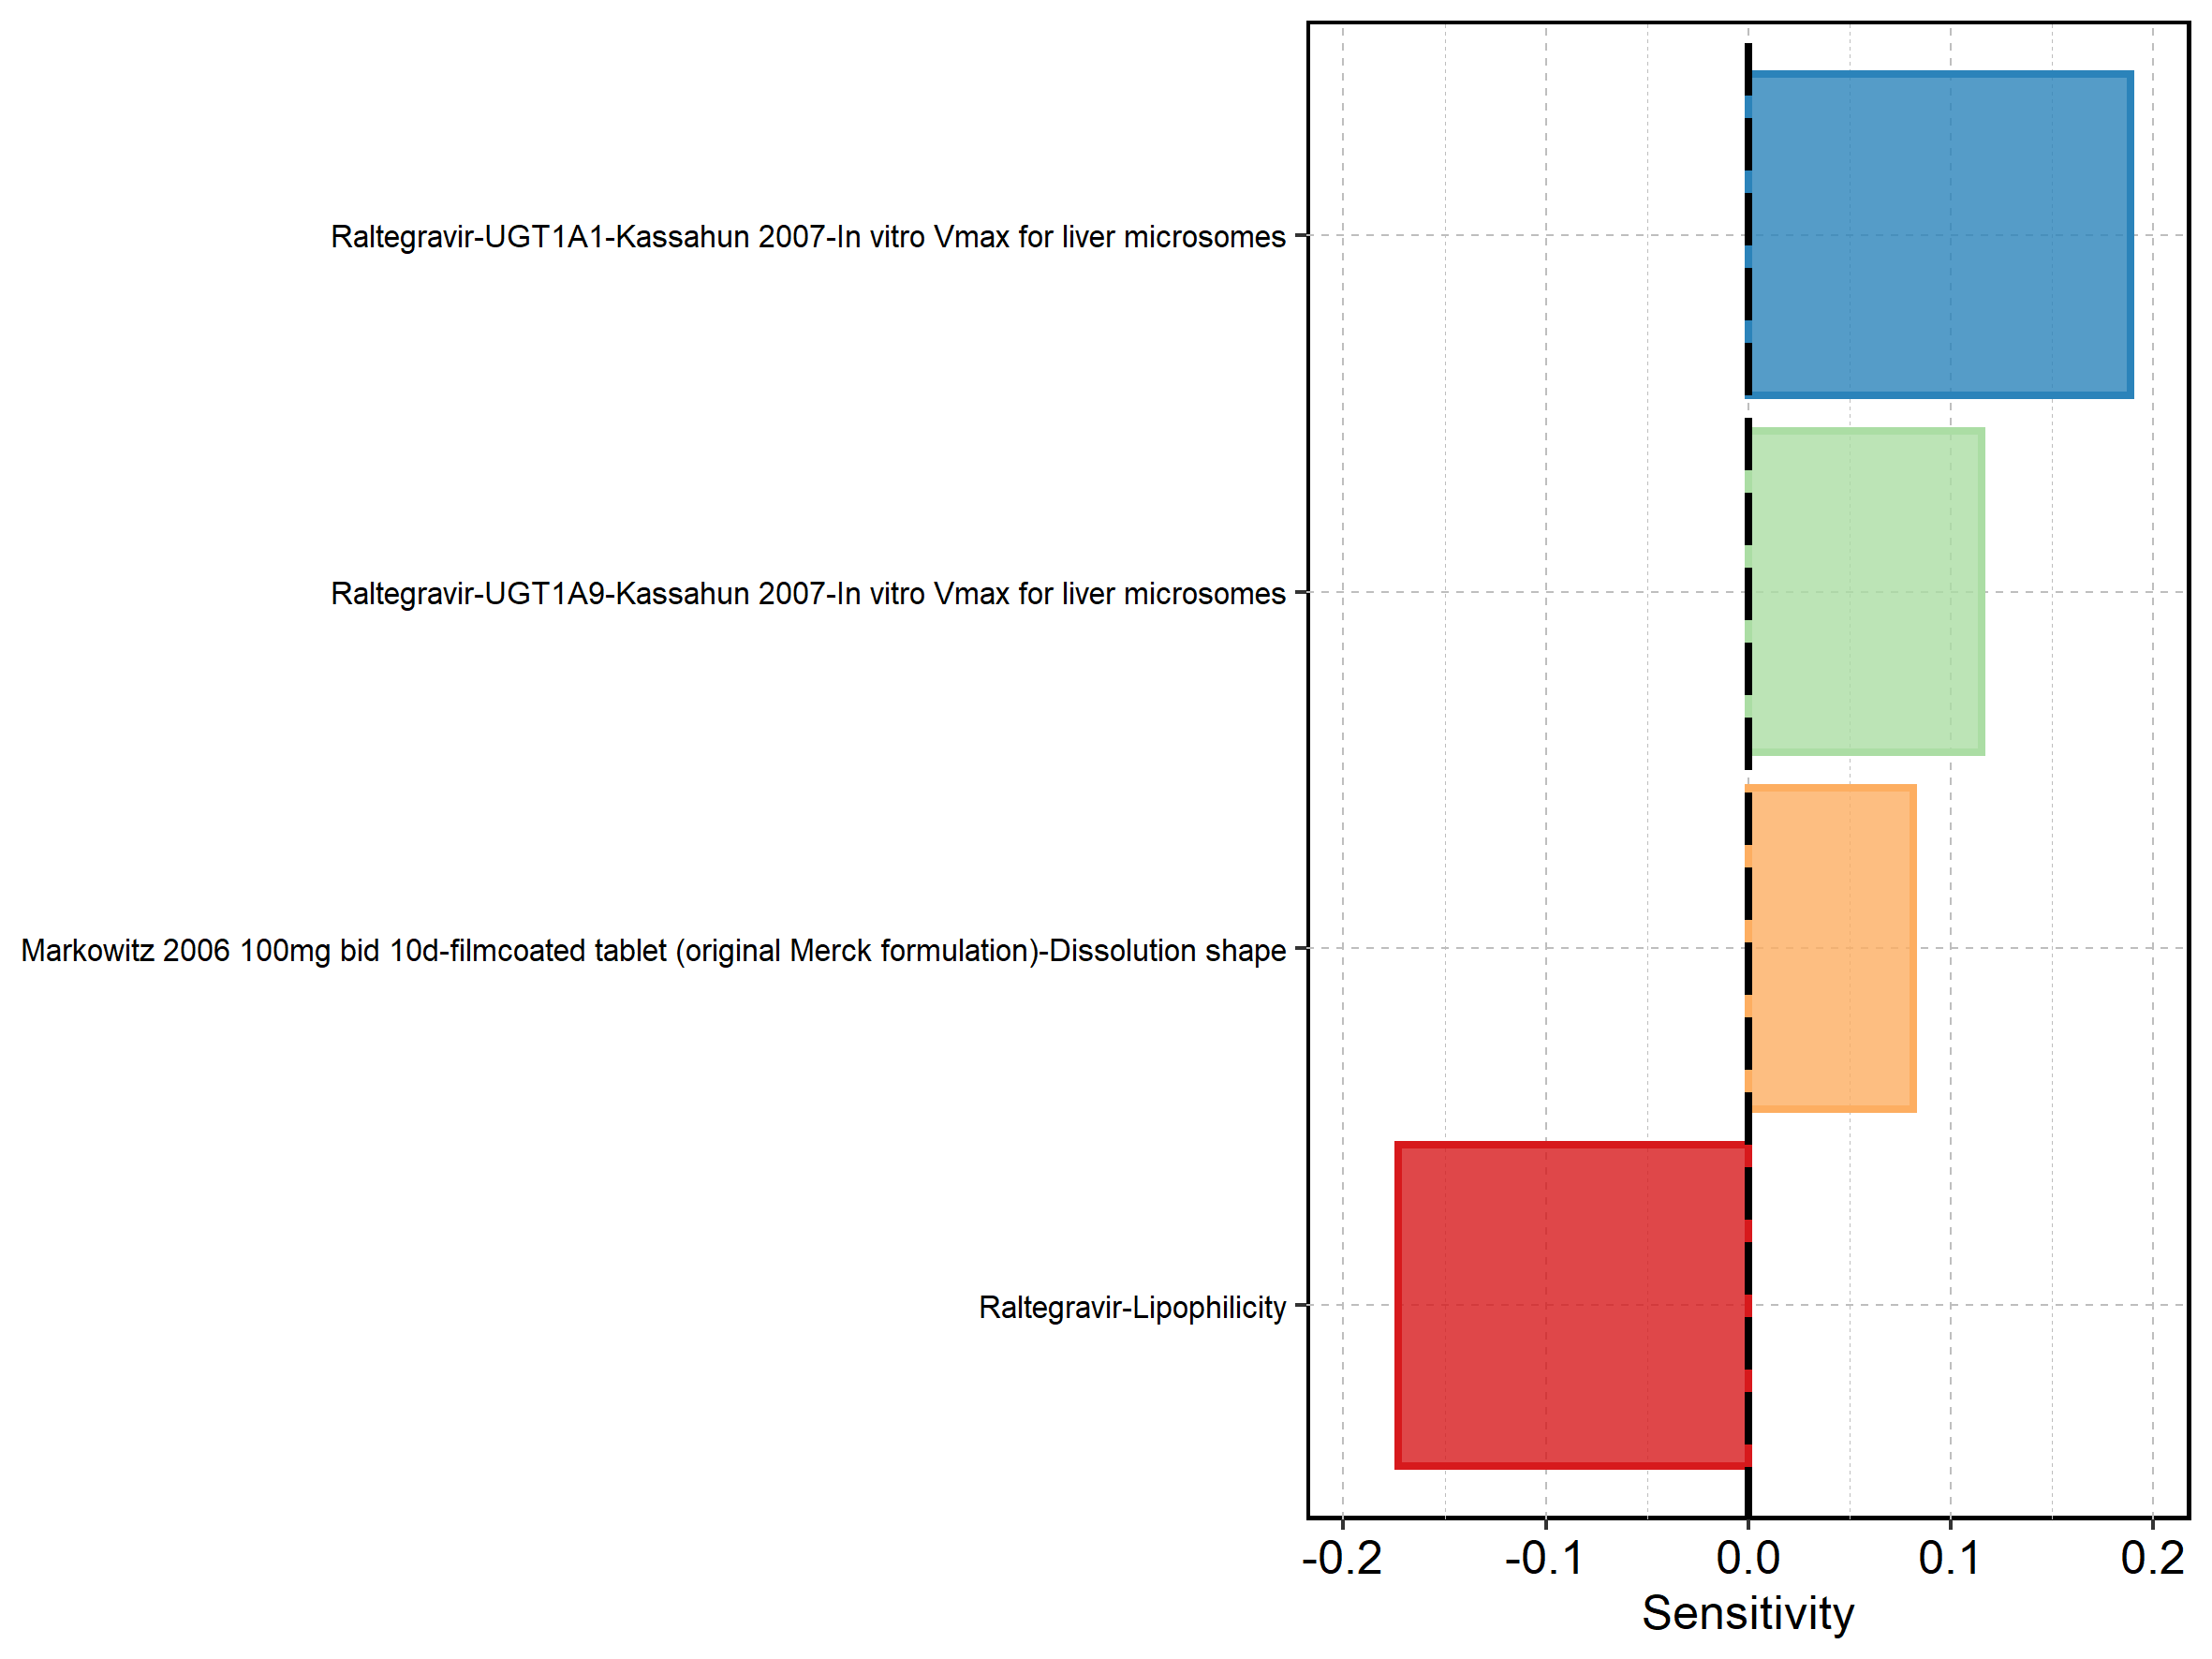 Raltegravir-UGT1A1-Kassahun 2007-In vitro Vmax for liver microsomes
Raltegravir-UGT1A9-Kassahun 2007-In vitro Vmax for liver microsomes
Markowitz 2006 100mg bid 10d-filmcoated tablet (original Merck formulation)-Dissolution shape
Raltegravir-Lipophilicity
-0.2 -0.1 0.0 0.1 0.2
Sensitivity